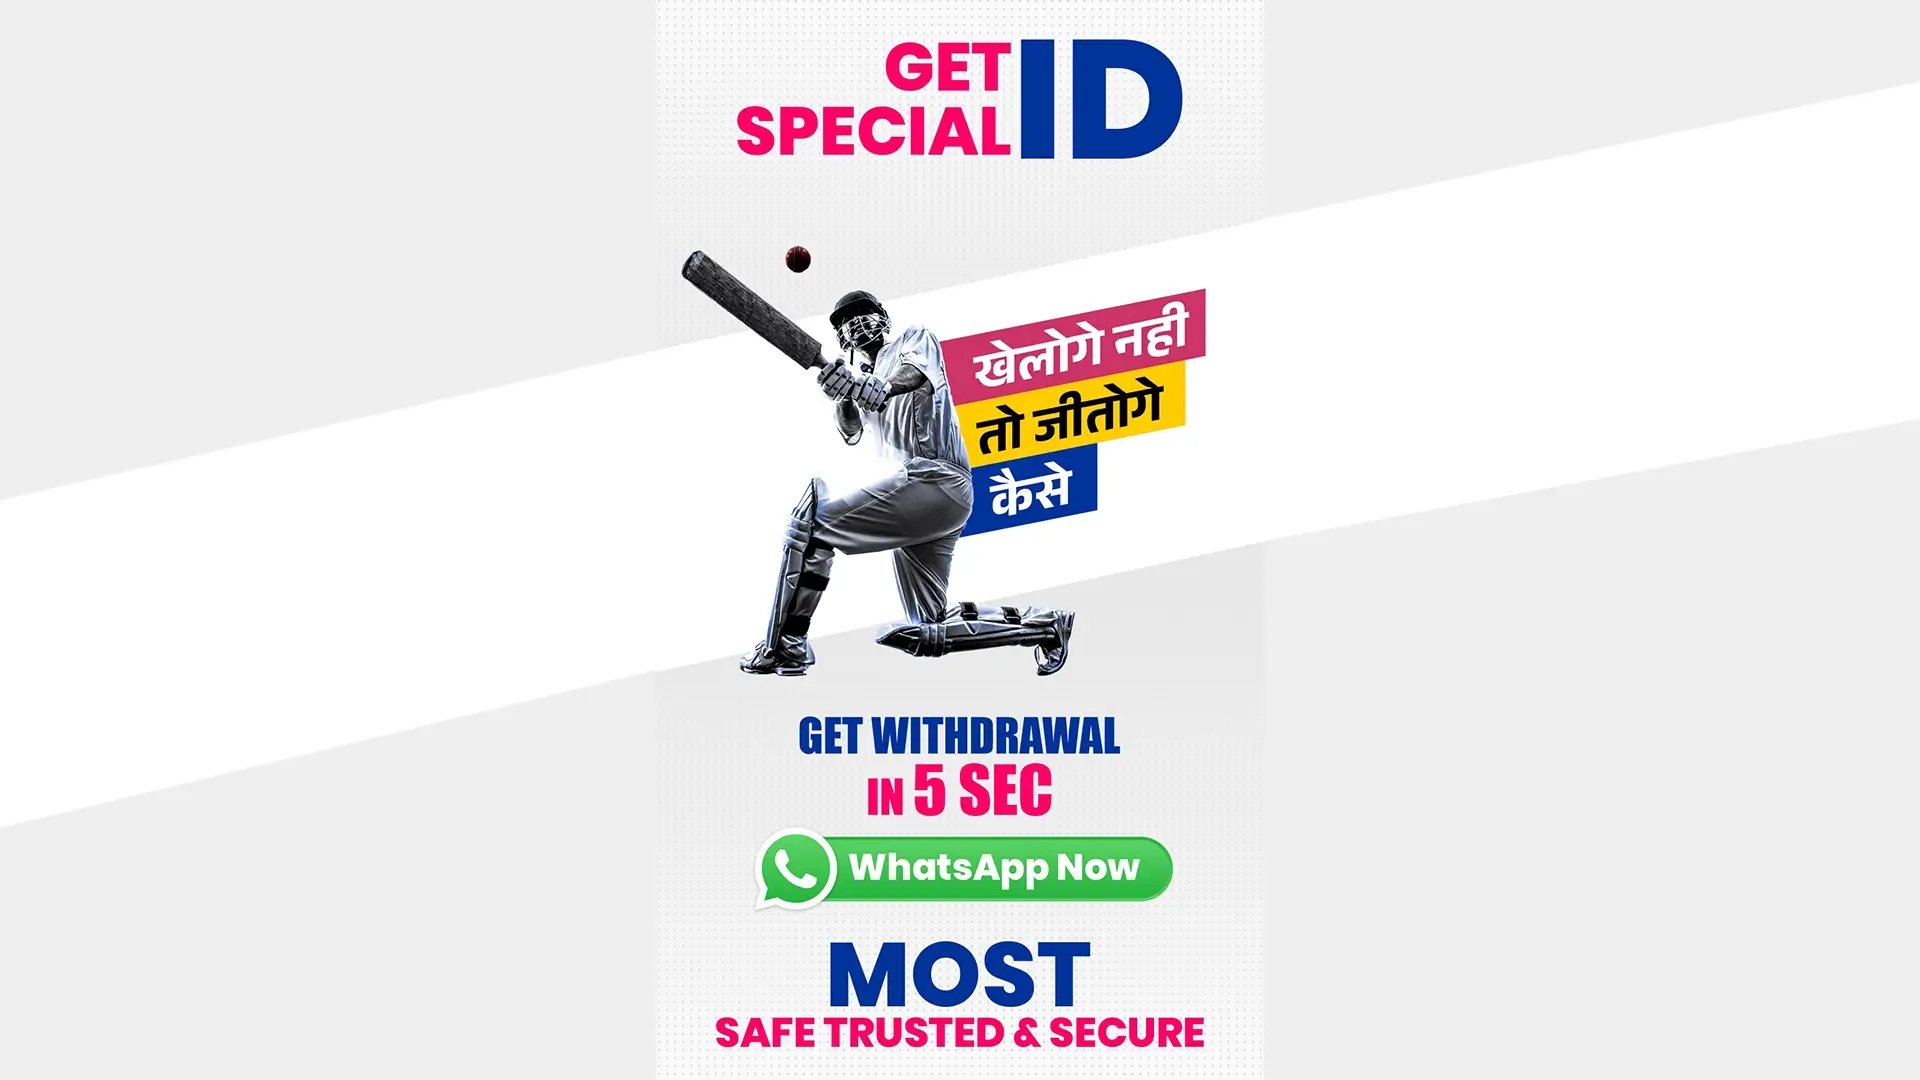 GET
SPECIAL ID
खेलोगे नही
तो जीतोगे
कैसे
GET WITHDRAWAL
IN 5 SEC
WhatsApp Now
MOST
SAFE TRUSTED & SECURE